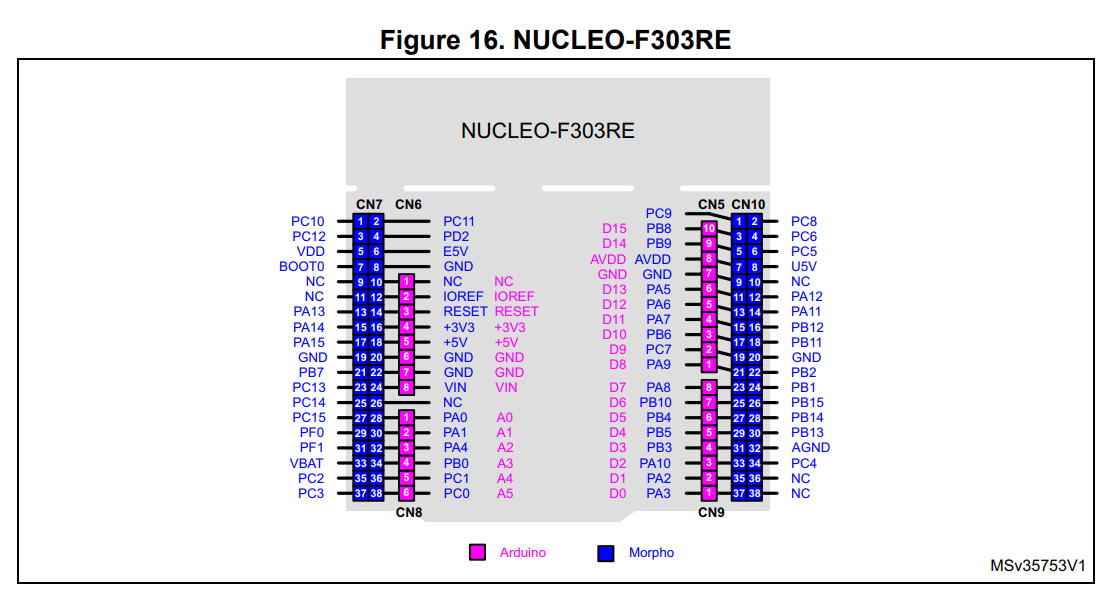 Figure 16. NUCLEO-F303RE
NUCLEO-F303RE
CN7 CN6 CN5 CN10
PC9
PC10 1 2 PC11 D15 PB8 10 1 2 PC8
PC12 3 4 PD2 D14 PB9 9 3 4 PC6
VDD 5 6 E5V AVDD AVDD 8 5 6 PC5
BOOT0 7 8 GND GND GND 7 7 8 U5V
NC 9 10 1 NC NC D13 PA5 6 9 10 NC
NC 11 12 2 IOREF IOREF D12 PA6 5 11 12 PA12
PA13 13 14 3 RESET RESET D11 PA7 4 13 14 PA11
PA14 15 16 4 +3V3 +3V3 D10 PB6 3 15 16 PB12
PA15 17 18 5 +5V +5V D9 PC7 2 17 18 PB11
GND 19 20 6 GND GND D8 PA9 1 19 20 GND
PB7 21 22 7 GND GND 21 22 PB2
PC13 23 24 8 VIN VIN D7 PA8 8 23 24 PB1
PC14 25 26 NC D6 PB10 7 25 26 PB15
PC15 27 28 1 PA0 A0 D5 PB4 6 27 28 PB14
PF0 29 30 2 PA1 A1 D4 PB5 5 29 30 PB13
PF1 31 32 3 PA4 A2 D3 PB3 4 31 32 AGND
VBAT 33 34 4 PB0 A3 D2 PA10 3 33 34 PC4
PC2 35 36 5 PC1 A4 D1 PA2 2 35 36 NC
PC3 37 38 6 PC0 A5 D0 PA3 1 37 38 NC
CN8 CN9
Arduino Morpho
MSv35753V1